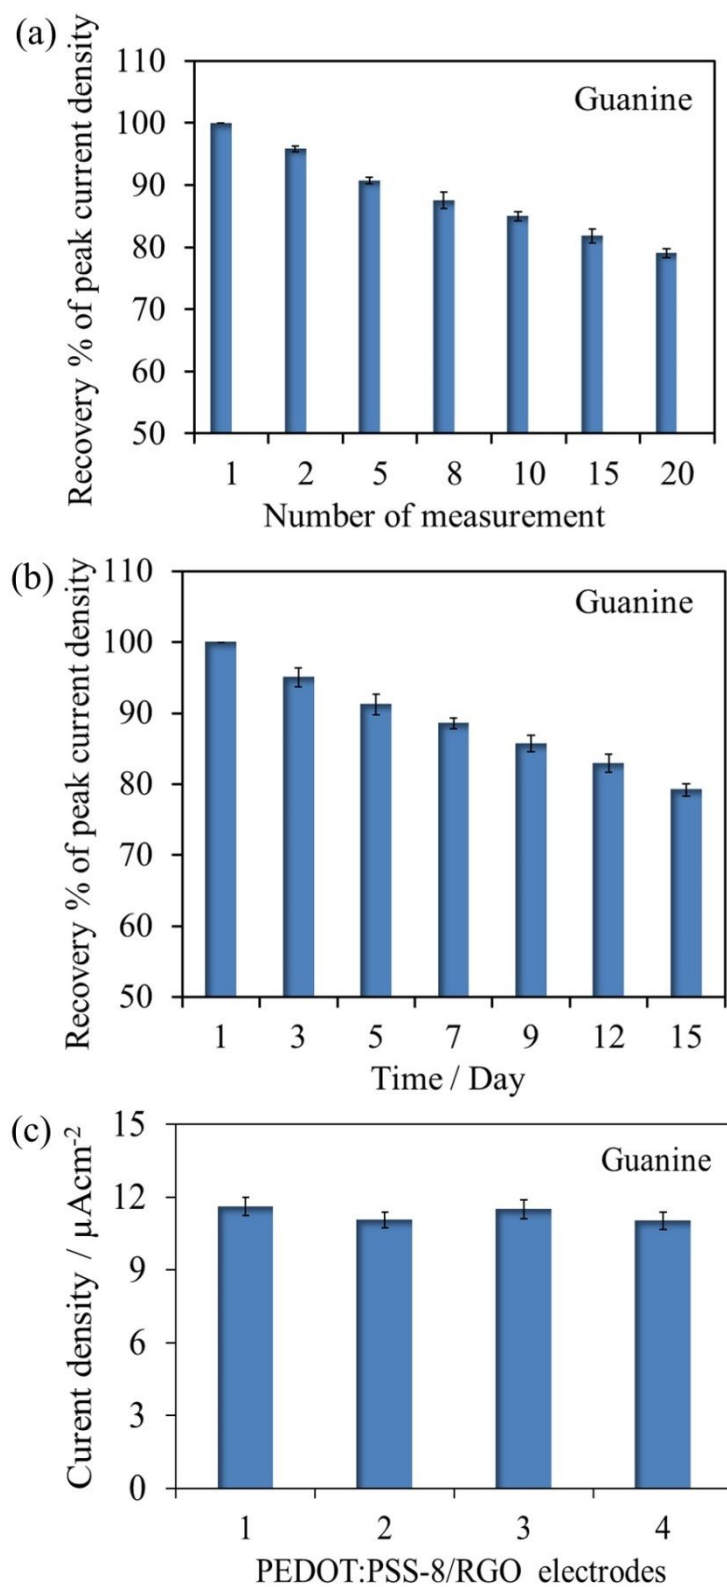 (a)
Recovery % of peak current density
110
100
90
80
70
60
50
Guanine
1 2 5 8 10 15 20
Number of measurement
(b)
Recovery % of peak current density
110
100
90
80
70
60
50
Guanine
1 3 5 7 9 12 15
Time / Day
(c)
Curent density / µAcm-2
15
12
9
6
3
0
Guanine
1 2 3 4
PEDOT:PSS-8/RGO electrodes